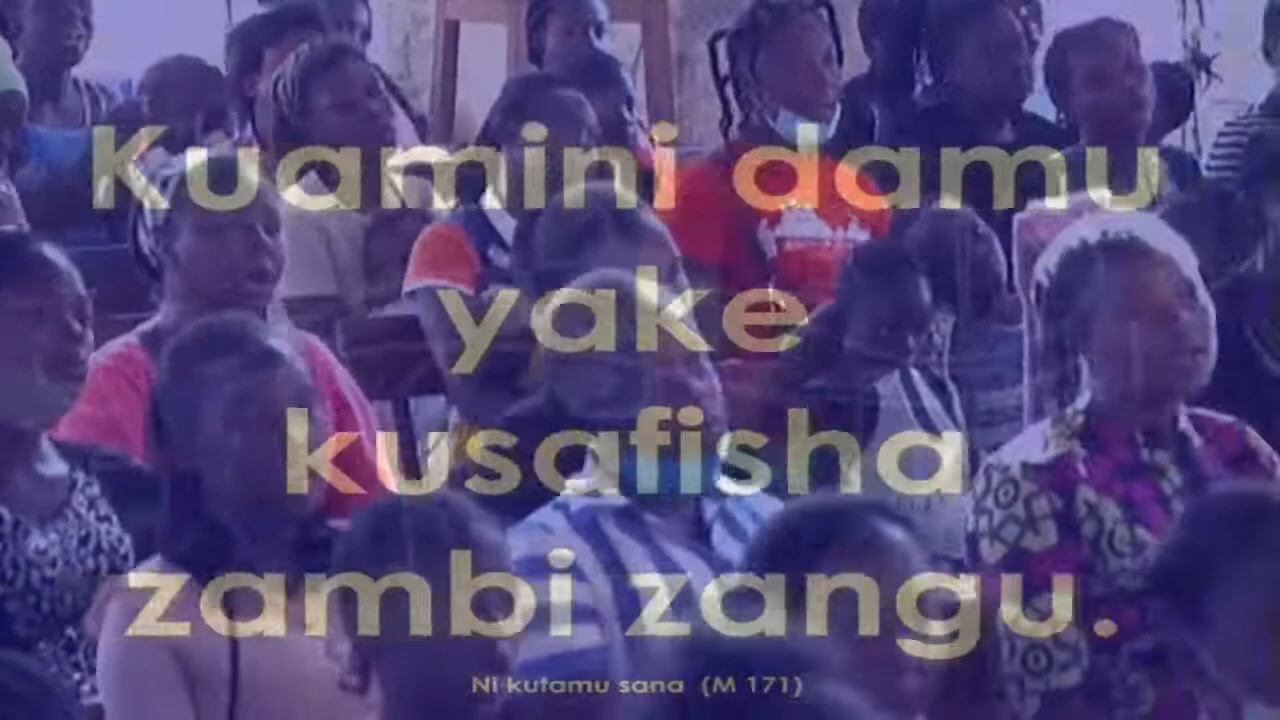 Kuamini damu
yake
kusafisha
zambi zangu.
Ni kutamu sana (M 171)